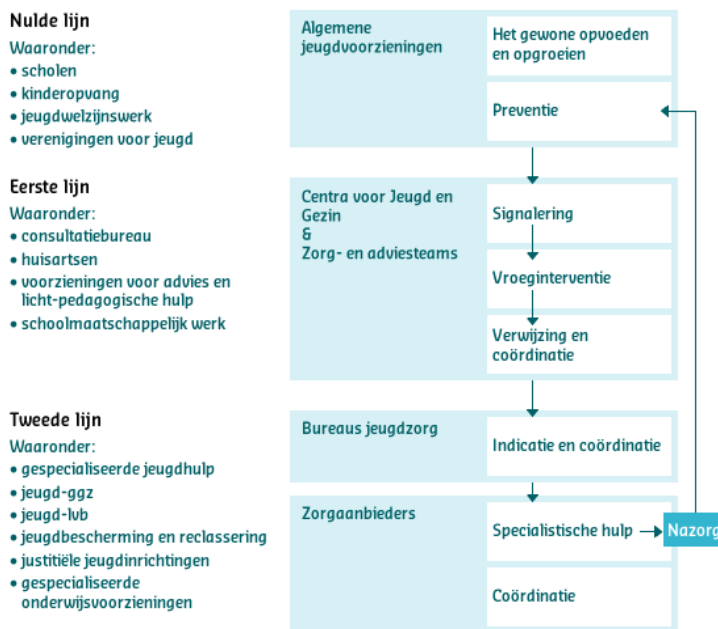 Nulde lijn
Waaronder:
• scholen
• kinderopvang
• jeugdwelzijnswerk
• verenigingen voor jeugd
Algemene
jeugdvoorzieningen
Het gewone opvoeden
en opgroeien
Preventie
Eerste lijn
Waaronder:
• consultatiebureau
• huisartsen
• voorzieningen voor advies en
licht-pedagogische hulp
• schoolmaatschappelijk werk
Centra voor Jeugd en
Gezin
&
Zorg- en adviesteams
Signalering
Vroeginterventie
Verwijzing en
coördinatie
Tweede lijn
Waaronder:
• gespecialiseerde jeugdhulp
• jeugd-ggz
• jeugd-lvb
• jeugdbescherming en reclassering
• justitiële jeugdinrichtingen
• gespecialiseerde
onderwijsvoorzieningen
Bureaus jeugdzorg
Indicatie en coördinatie
Zorgaanbieders
Specialistische hulp
Nazorg
Coördinatie